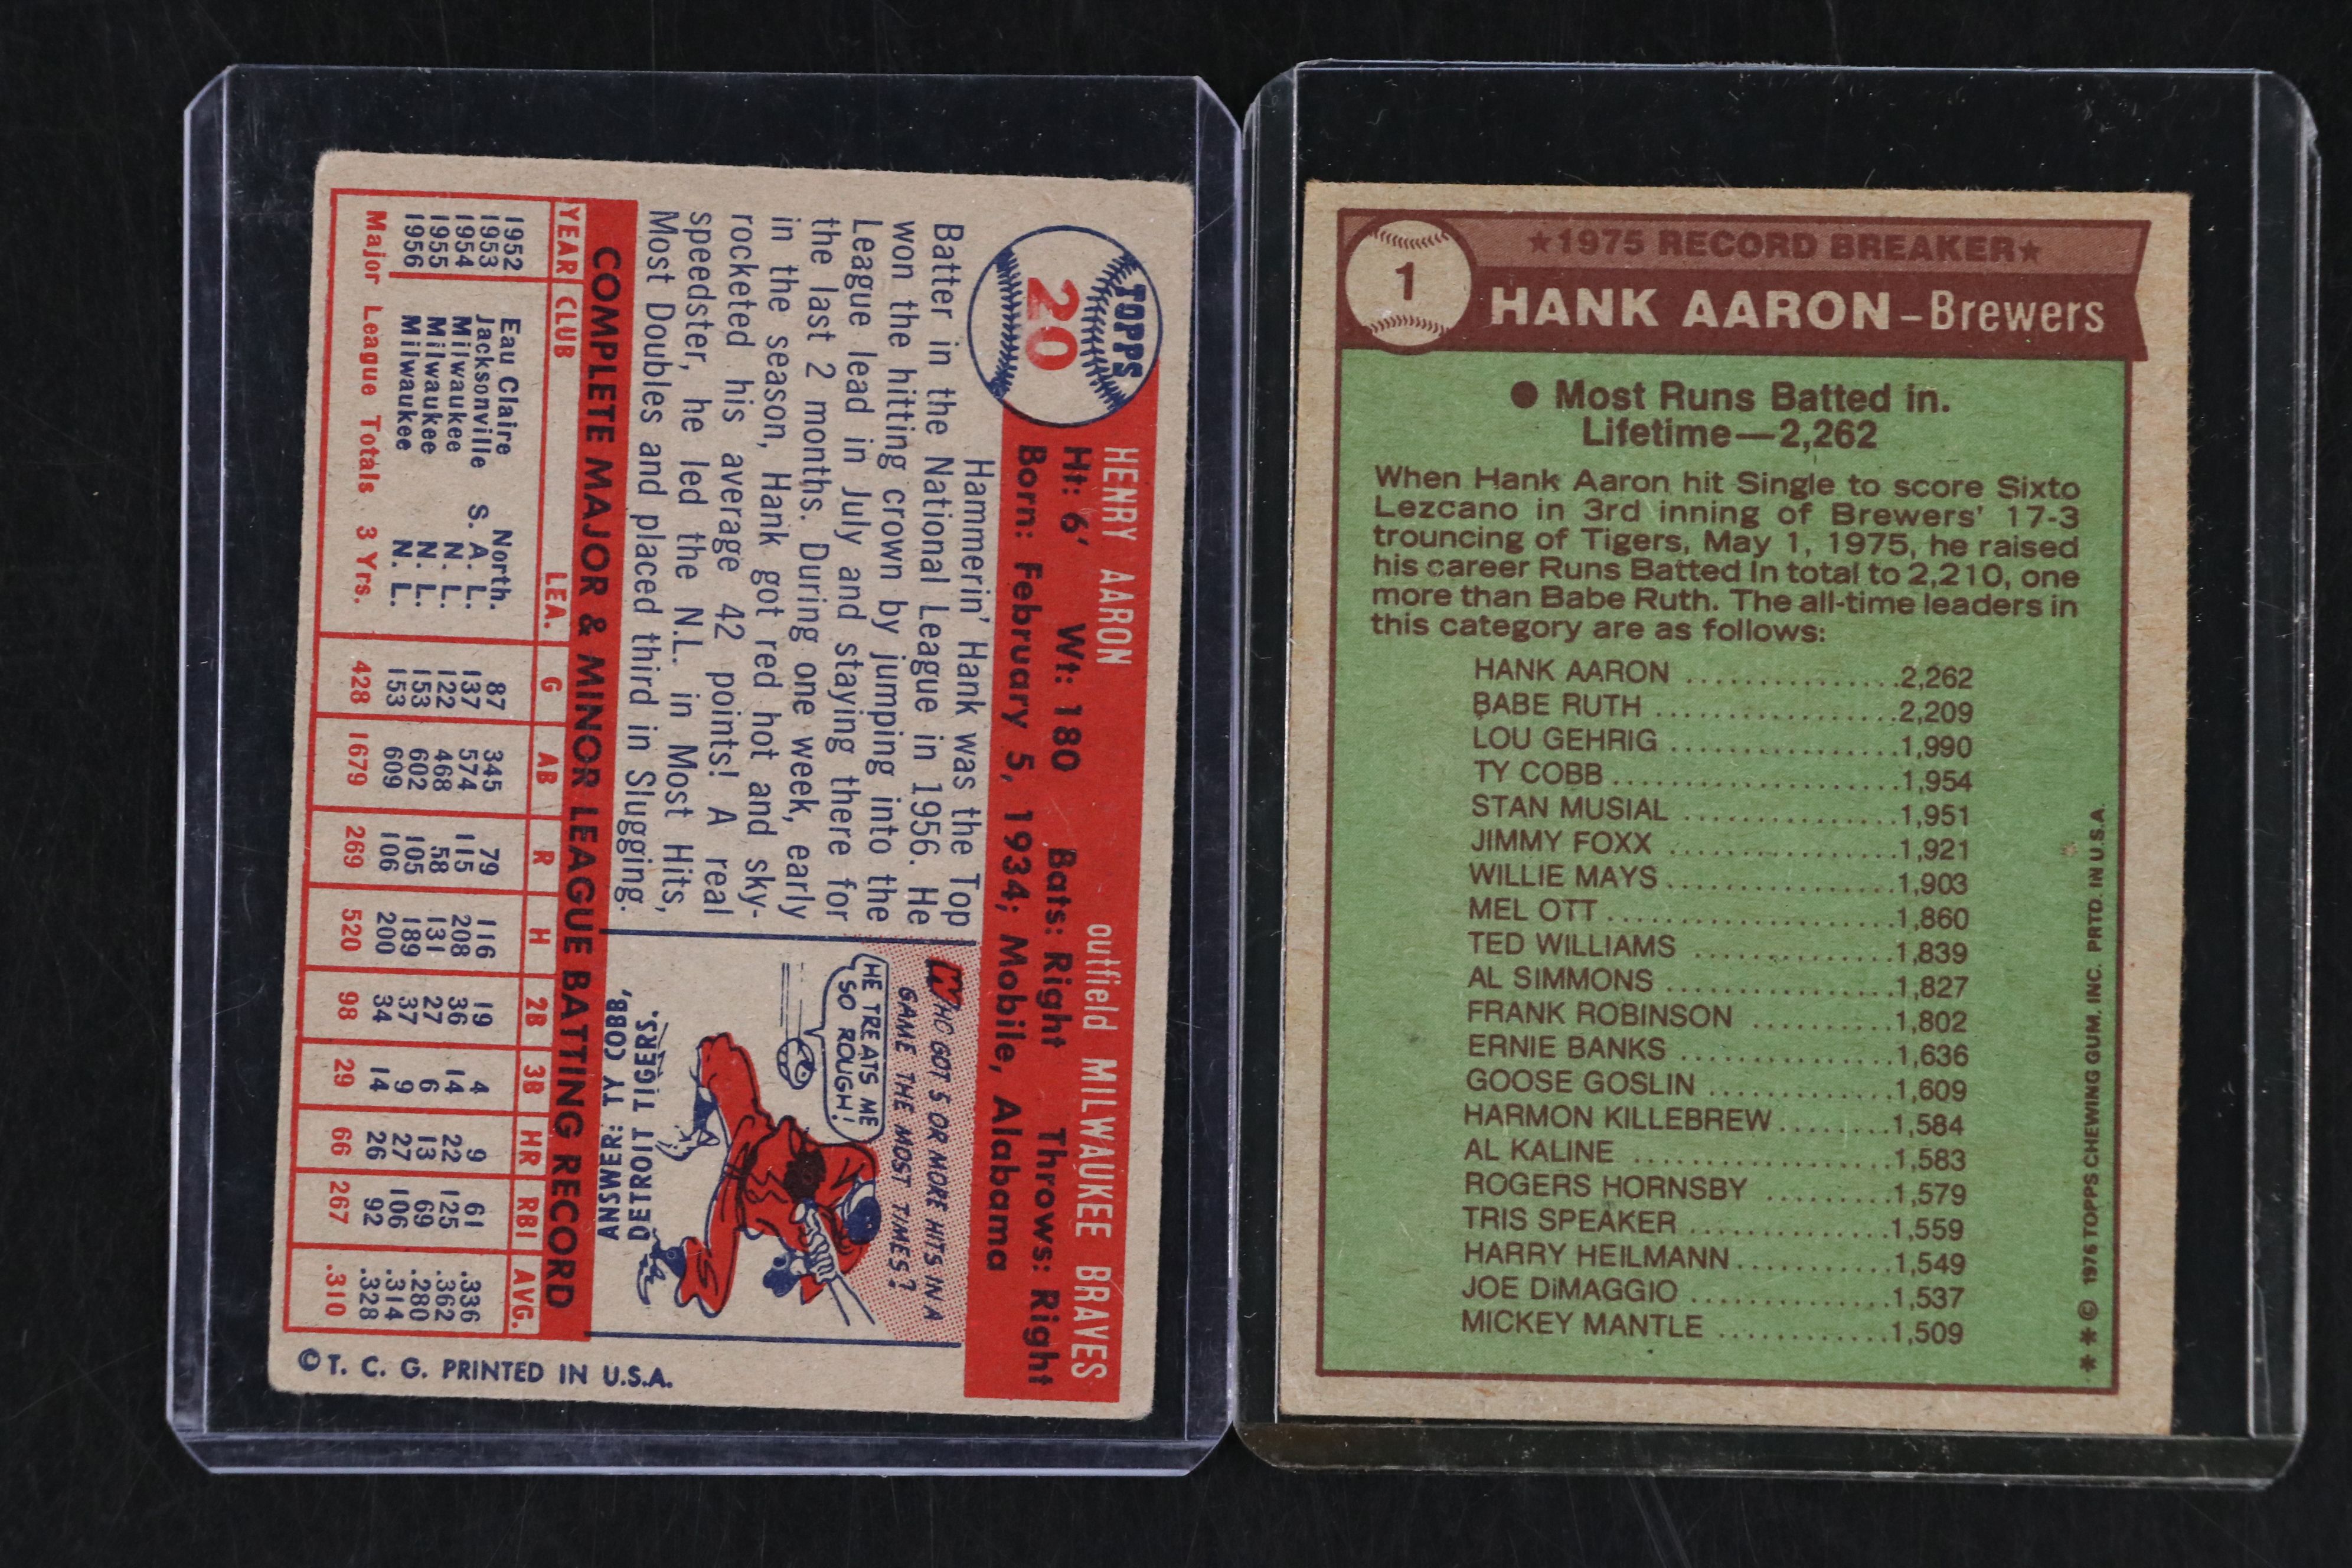 TOPPS
20
HENRY AARON outfield MILWAUKEE BRAVES
Ht: 6' Wt: 180 Bats: Right Throws: Right
Born: February 5, 1934; Mobile, Alabama
Hammerin' Hank was the Top
Batter in the National League in 1956. He
won the hitting crown by jumping into the
League lead in July and staying there for
the last 2 months. During one week, early
in the season, Hank got red hot and sky-
rocketed his average 42 points! A real
speedster, he led the N.L. in Most Hits,
Most Doubles and placed third in Slugging.
WHO GOT 5 OR MORE HITS IN A
GAME THE MOST TIMES?
HE TREATS ME
SO ROUGH!
ANSWER: TY COBB,
DETROIT TIGERS.
COMPLETE MAJOR & MINOR LEAGUE BATTING RECORD
YEAR CLUB LEA. G AB R H 2B 3B HR RBI AVG.
1952 Eau Claire North. 87 345 79 116 19 4 9 61 .336
1953 Jacksonville S. A. L. 137 574 115 208 36 14 22 125 .362
1954 Milwaukee N. L. 122 468 58 131 27 6 13 69 .280
1955 Milwaukee N. L. 153 602 105 189 37 9 27 106 .314
1956 Milwaukee N. L. 153 609 106 200 34 14 26 92 .328
Major League Totals 3 Yrs. 428 1679 269 520 98 29 66 267 .310
© T. C. G. PRINTED IN U.S.A.
★1975 RECORD BREAKER★
1
HANK AARON–Brewers
● Most Runs Batted in.
Lifetime—2,262
When Hank Aaron hit Single to score Sixto
Lezcano in 3rd inning of Brewers' 17-3
trouncing of Tigers, May 1, 1975, he raised
his career Runs Batted In total to 2,210, one
more than Babe Ruth. The all-time leaders in
this category are as follows:
HANK AARON ...............2,262
BABE RUTH .................2,209
LOU GEHRIG ................1,990
TY COBB....................1,954
STAN MUSIAL ...............1,951
JIMMY FOXX ................1,921
WILLIE MAYS................1,903
MEL OTT ....................1,860
TED WILLIAMS ..............1,839
AL SIMMONS ................1,827
FRANK ROBINSON ..........1,802
ERNIE BANKS ...............1,636
GOOSE GOSLIN .............1,609
HARMON KILLEBREW........1,584
AL KALINE ..................1,583
ROGERS HORNSBY .........1,579
TRIS SPEAKER ..............1,559
HARRY HEILMANN...........1,549
JOE DiMAGGIO ..............1,537
MICKEY MANTLE ............1,509
**© 1976 TOPPS CHEWING GUM, INC. PRTD. IN U.S.A.